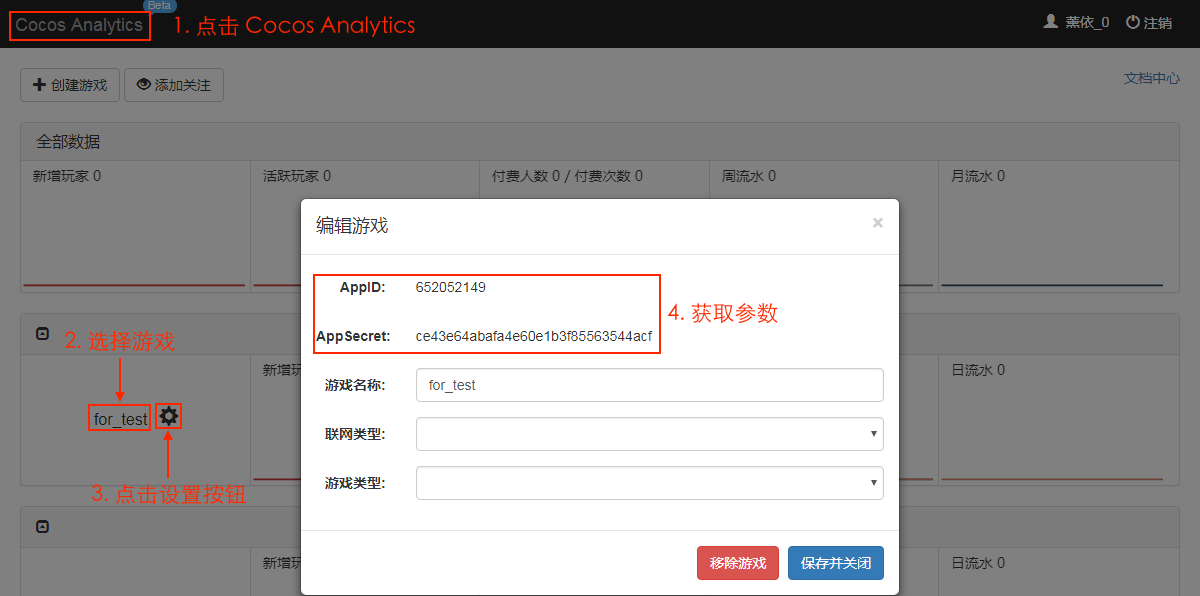 Beta
Cocos Analytics
1. 点击 Cocos Analytics
薰依_0
注销
创建游戏
添加关注
文档中心
全部数据
新增玩家 0
活跃玩家 0
付费人数 0 / 付费次数 0
周流水 0
月流水 0
编辑游戏
×
AppID: 652052149
4. 获取参数
AppSecret: ce43e64abafa4e60e1b3f85563544acf
2. 选择游戏
新增玩
日流水 0
游戏名称: for_test
for_test
联网类型:
游戏类型:
3. 点击设置按钮
新增玩
日流水 0
移除游戏
保存并关闭